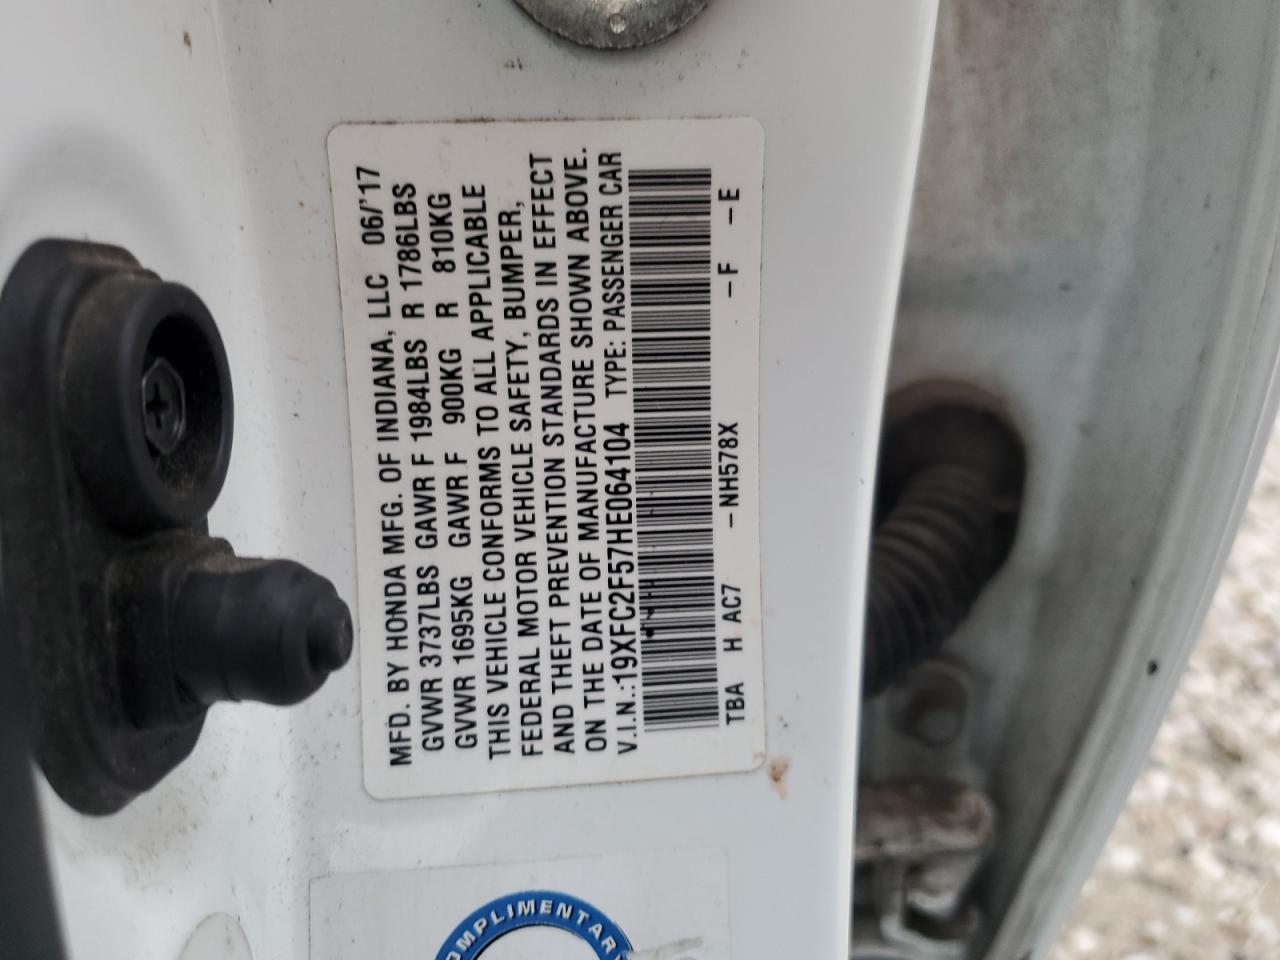 MFD. BY HONDA MFG. OF INDIANA, LLC 06/'17
GVWR 3737LBS GAWR F 1984LBS R 1786LBS
GVWR 1695KG GAWR F 900KG R 810KG
THIS VEHICLE CONFORMS TO ALL APPLICABLE
FEDERAL MOTOR VEHICLE SAFETY, BUMPER,
AND THEFT PREVENTION STANDARDS IN EFFECT
ON THE DATE OF MANUFACTURE SHOWN ABOVE.
V.I.N.:19XFC2F57HE064104 TYPE: PASSENGER CAR
TBA H AC7 -NH578X -F -E
COMPLIMENTARY